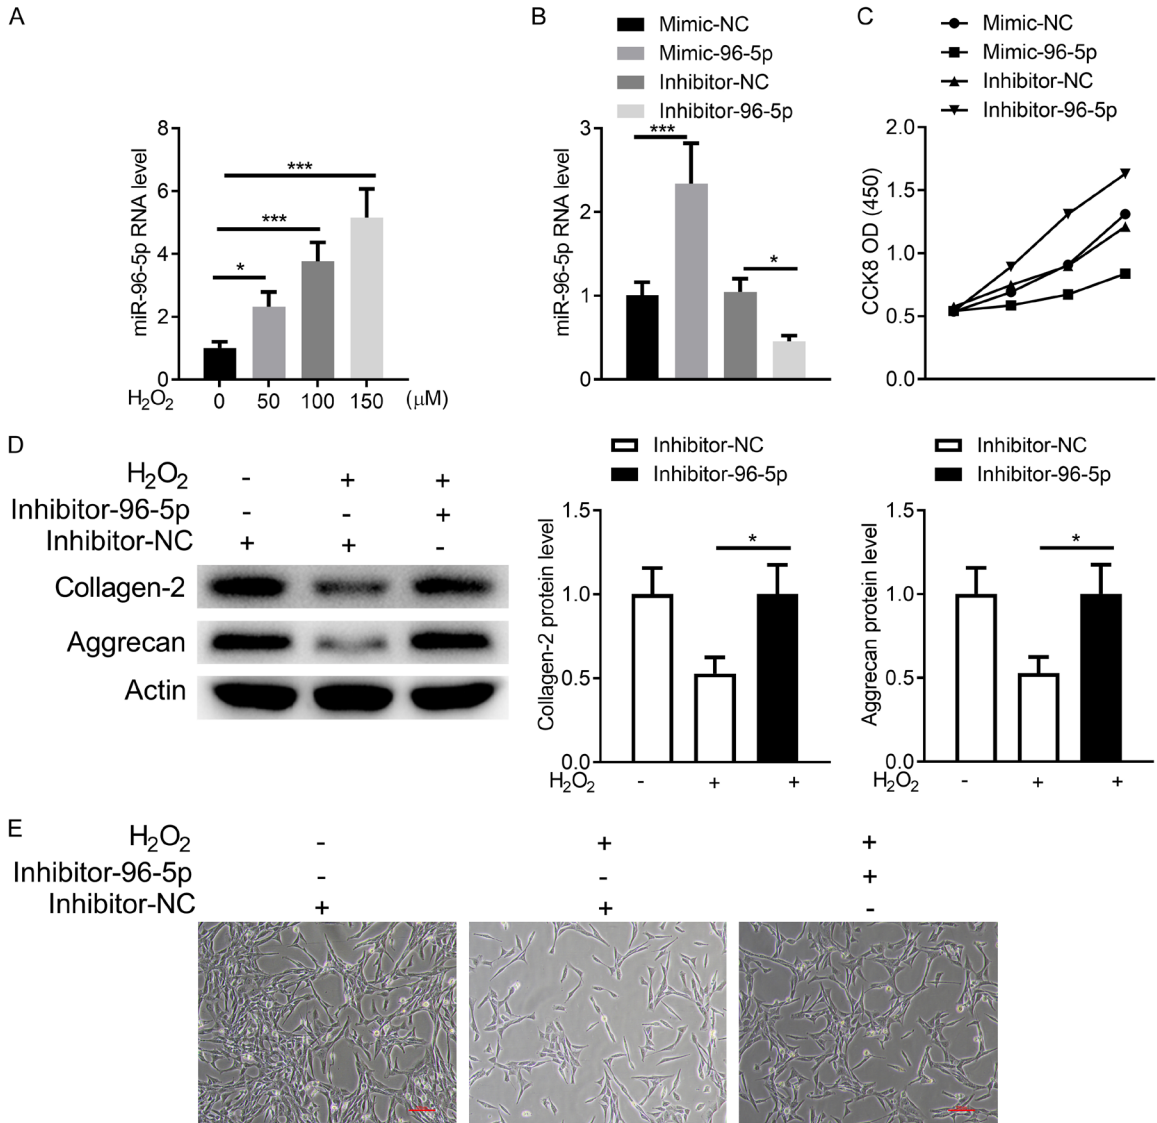 A
miR-96-5p RNA level
8
6
4
2
0
***
***
*
H₂O₂ 0 50 100 150 (μM)
B
Mimic-NC
Mimic-96-5p
Inhibitor-NC
Inhibitor-96-5p
miR-96-5p RNA level
3
2
1
0
***
*
C
Mimic-NC
Mimic-96-5p
Inhibitor-NC
Inhibitor-96-5p
CCK8 OD (450)
2.0
1.5
1.0
0.5
0.0
D
H₂O₂ - + +
Inhibitor-96-5p - - +
Inhibitor-NC + + -
Collagen-2
Aggrecan
Actin
Inhibitor-NC
Inhibitor-96-5p
Collagen-2 protein level
1.5
1.0
0.5
0.0
*
H₂O₂ - + +
Inhibitor-NC
Inhibitor-96-5p
Aggrecan protein level
1.5
1.0
0.5
0.0
*
H₂O₂ - + +
E
H₂O₂ - + +
Inhibitor-96-5p - - +
Inhibitor-NC + + -